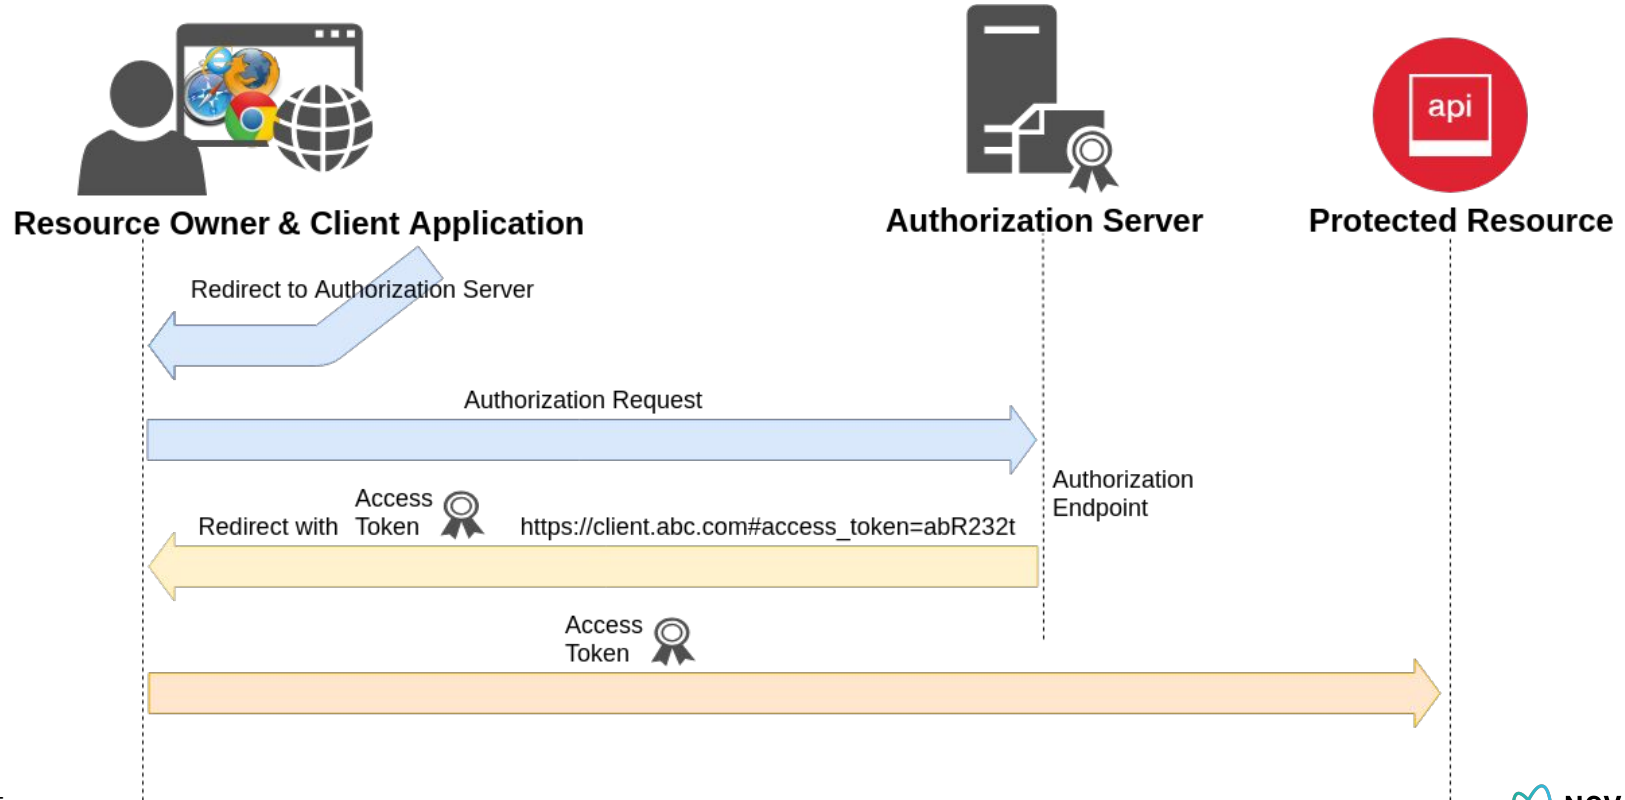 api
Resource Owner & Client Application
Authorization Server
Protected Resource
Redirect to Authorization Server
Authorization Request
Authorization
Endpoint
Access
Redirect with Token
https://client.abc.com#access_token=abR232t
Access
Token